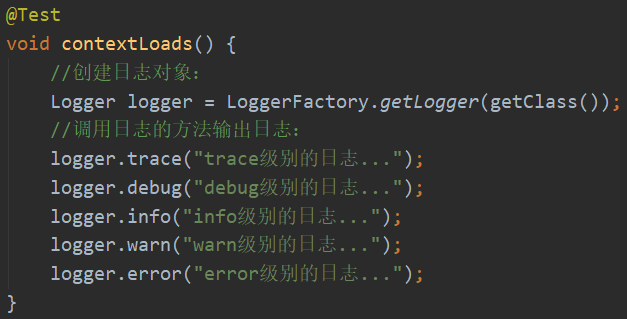 @Test
void contextLoads() {
    //创建日志对象：
    Logger logger = LoggerFactory.getLogger(getClass());
    //调用日志的方法输出日志：
    logger.trace("trace级别的日志...");
    logger.debug("debug级别的日志...");
    logger.info("info级别的日志...");
    logger.warn("warn级别的日志...");
    logger.error("error级别的日志...");
}